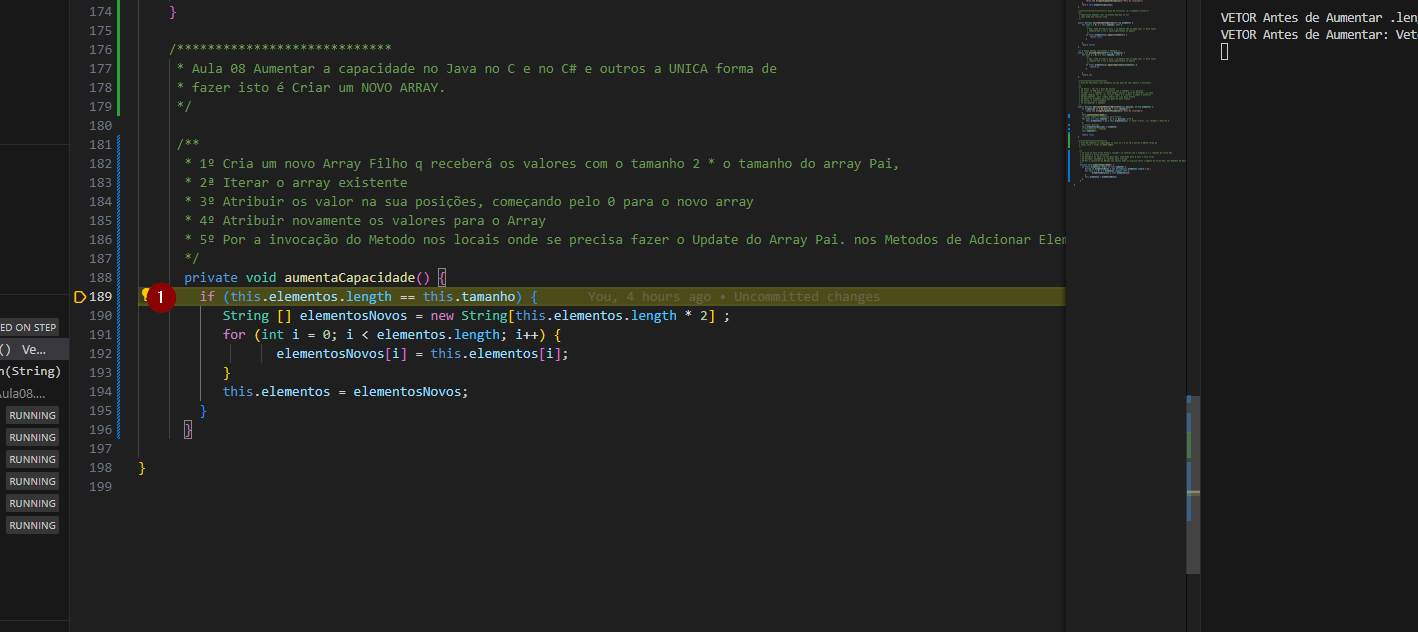 174 }
175
176 /****************************
177 * Aula 08 Aumentar a capacidade no Java no C e no C# e outros a UNICA forma de
178 * fazer isto é Criar um NOVO ARRAY.
179 */
180
181 /**
182 * 1º Cria um novo Array Filho q receberá os valores com o tamanho 2 * o tamanho do array Pai,
183 * 2ª Iterar o array existente
184 * 3º Atribuir os valor na sua posições, começando pelo 0 para o novo array
185 * 4º Atribuir novamente os valores para o Array
186 * 5º Por a invocação do Metodo nos locais onde se precisa fazer o Update do Array Pai. nos Metodos de Adcionar Elem
187 */
188 private void aumentaCapacidade() {
189 1 if (this.elementos.length == this.tamanho) { You, 4 hours ago • Uncommitted changes
190 String [] elementosNovos = new String[this.elementos.length * 2] ;
191 for (int i = 0; i < elementos.length; i++) {
192 elementosNovos[i] = this.elementos[i];
193 }
194 this.elementos = elementosNovos;
195 }
196 }
197
198 }
199
ED ON STEP
() Ve...
n(String)
Aula08....
RUNNING
RUNNING
RUNNING
RUNNING
RUNNING
RUNNING
VETOR Antes de Aumentar .len
VETOR Antes de Aumentar: Veto